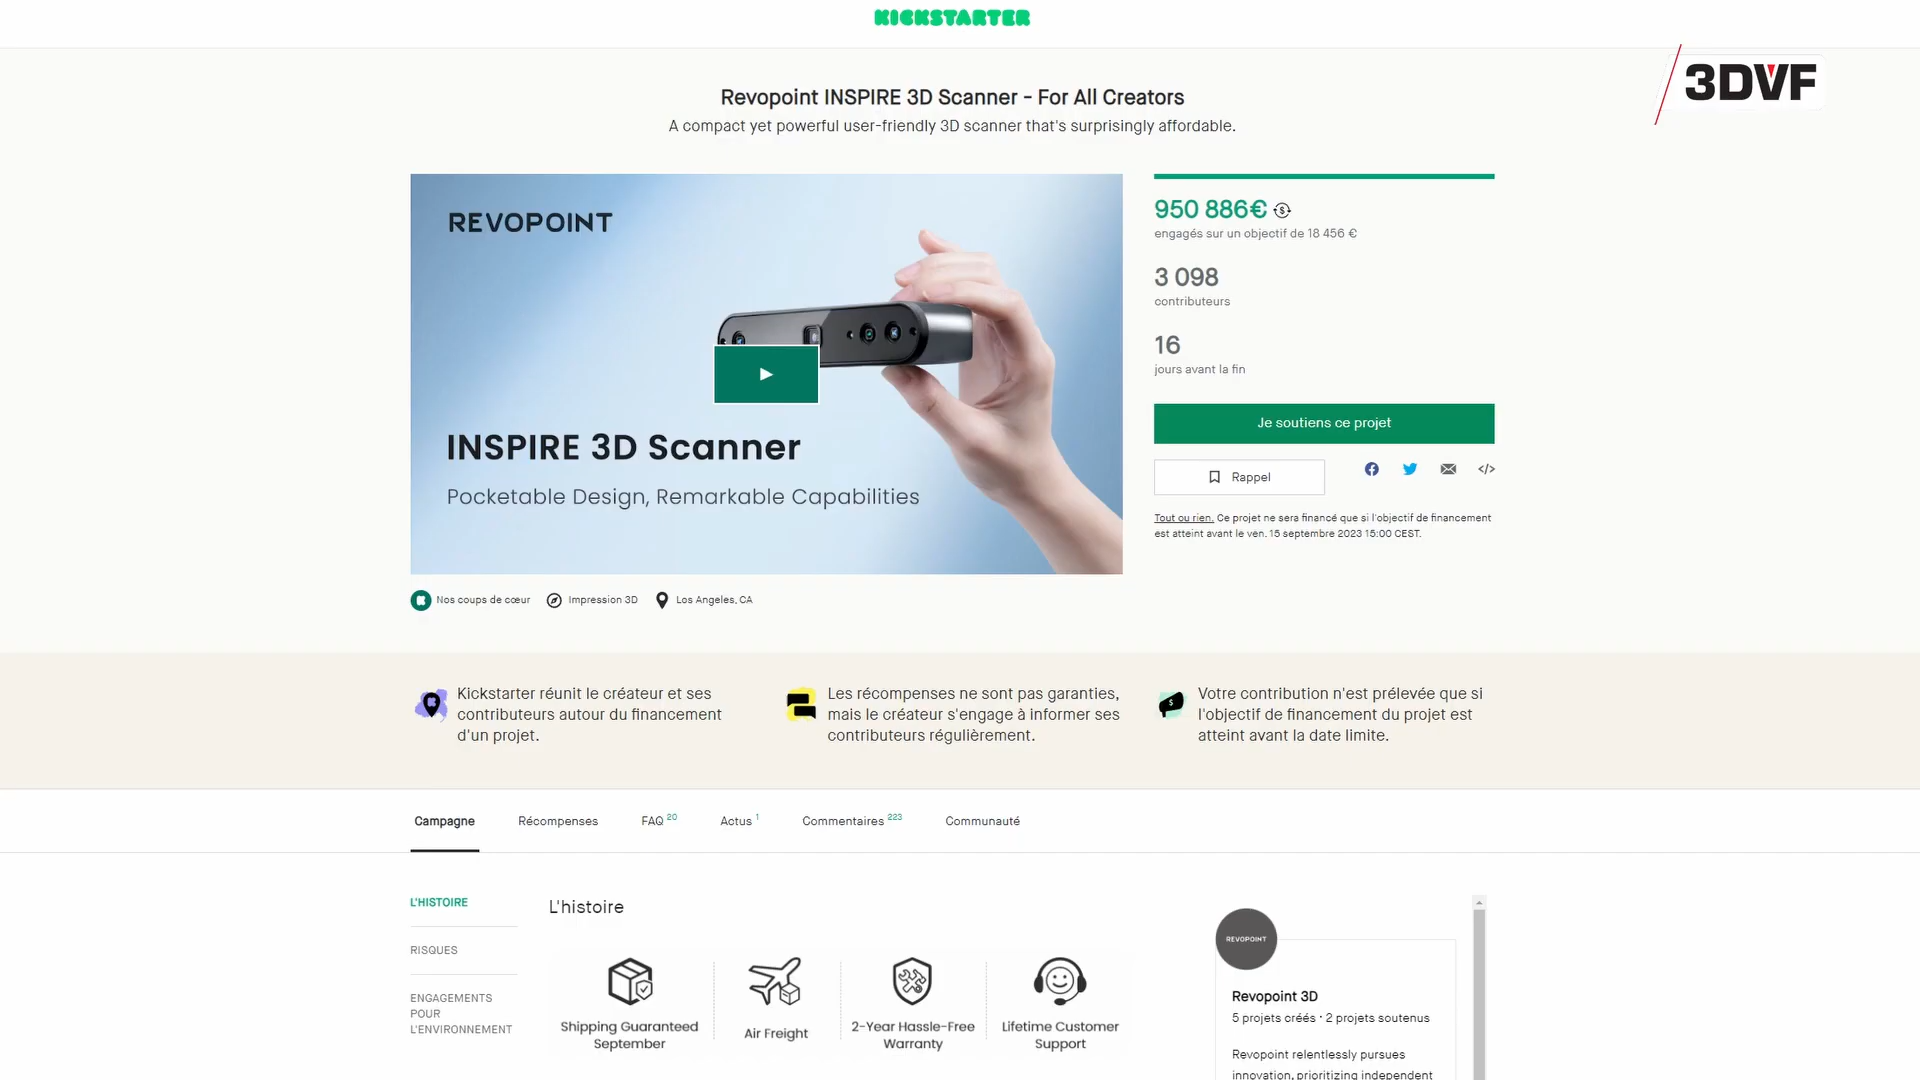 KICKSTARTER
3DVF
Revopoint INSPIRE 3D Scanner - For All Creators
A compact yet powerful user-friendly 3D scanner that's surprisingly affordable.
REVOPOINT
INSPIRE 3D Scanner
Pocketable Design, Remarkable Capabilities
950 886€
engagés sur un objectif de 18 456 €
3 098
contributeurs
16
jours avant la fin
Je soutiens ce projet
Rappel
Tout ou rien. Ce projet ne sera financé que si l'objectif de financement
est atteint avant le ven. 15 septembre 2023 15:00 CEST.
Nos coups de cœur Impression 3D Los Angeles, CA
Kickstarter réunit le créateur et ses
contributeurs autour du financement
d'un projet.
Les récompenses ne sont pas garanties,
mais le créateur s'engage à informer ses
contributeurs régulièrement.
Votre contribution n'est prélevée que si
l'objectif de financement du projet est
atteint avant la date limite.
Campagne Récompenses FAQ 20 Actus 1 Commentaires 223 Communauté
L'HISTOIRE
RISQUES
ENGAGEMENTS
POUR
L'ENVIRONNEMENT
L'histoire
Shipping Guaranteed
September
Air Freight
2-Year Hassle-Free
Warranty
Lifetime Customer
Support
REVOPOINT
Revopoint 3D
5 projets créés · 2 projets soutenus
Revopoint relentlessly pursues
innovation, prioritizing independent